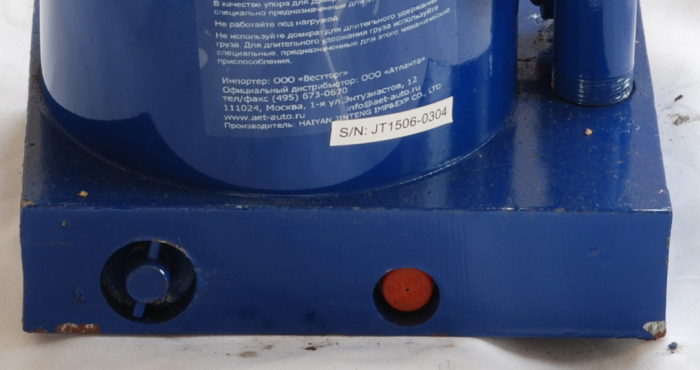 В качестве упора для домкрата
специально предназначенные для
Не работайте под нагрузкой
Не используйте домкрат для длительного удержания
груза. Для длительного удержания груза используйте
специальные, предназначенные для этого механические
приспособления.
Импортер: ООО «Вестторг»
Официальный дистрибьютор: ООО «Атланта»
тел/факс (495) 673-0670
111024, Москва, 1-я ул.Энтузиастов, 12
www.aet-auto.ru info@aet-auto.ru
Производитель: HAIYAN JINTENG IMP&EXP CO., LTD
S/N: JT1506-0304